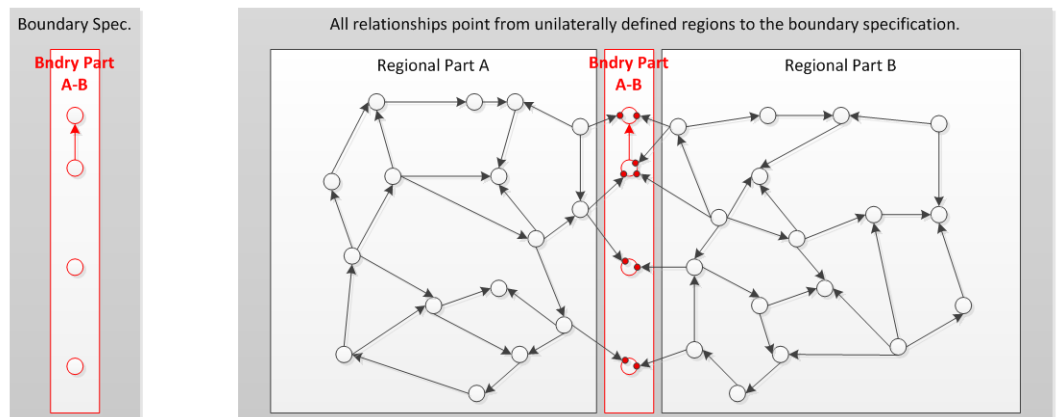 Boundary Spec.
Bndry Part
A-B
All relationships point from unilaterally defined regions to the boundary specification.
Regional Part A
Bndry Part
A-B
Regional Part B